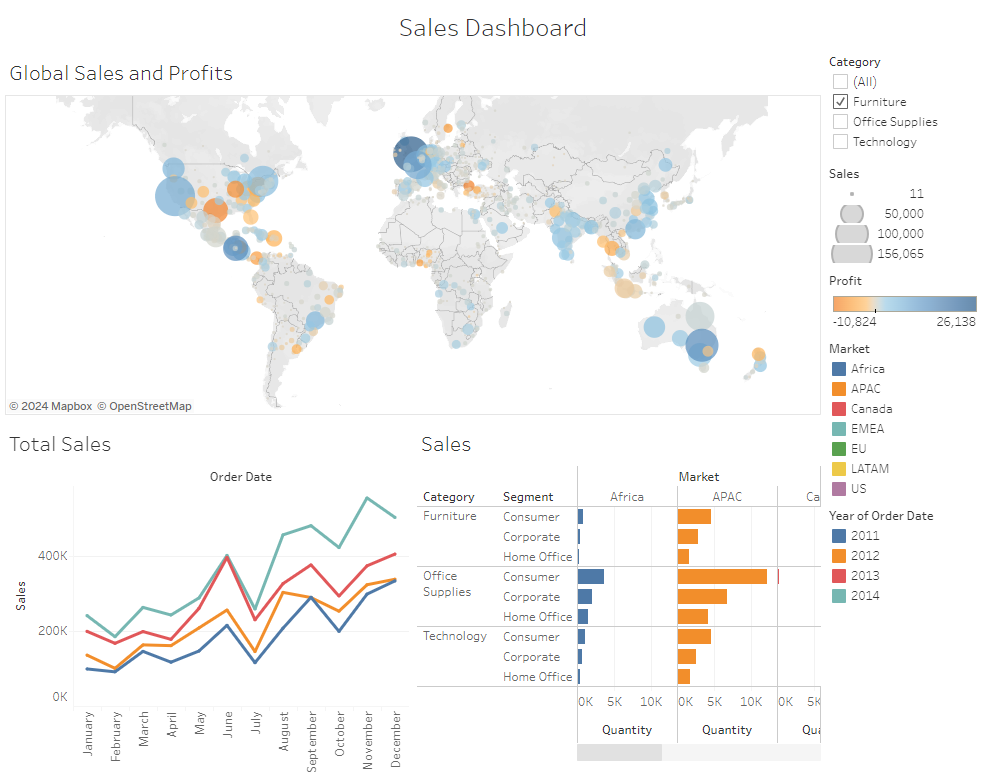 Sales Dashboard
Global Sales and Profits
© 2024 Mapbox © OpenStreetMap
Category
(All)
Furniture
Office Supplies
Technology
Sales
11
50,000
100,000
156,065
Profit
-10,824 26,138
Market
Africa
APAC
Canada
EMEA
EU
LATAM
US
Year of Order Date
2011
2012
2013
2014
Total Sales
Order Date
Sales
400K
200K
0K
January
February
March
April
May
June
July
August
September
October
November
December
Sales
Market
Category Segment Africa APAC Ca
Furniture Consumer
Corporate
Home Office
Office Supplies Consumer
Corporate
Home Office
Technology Consumer
Corporate
Home Office
0K 5K 10K 0K 5K 10K 0K 5K
Quantity Quantity Qua